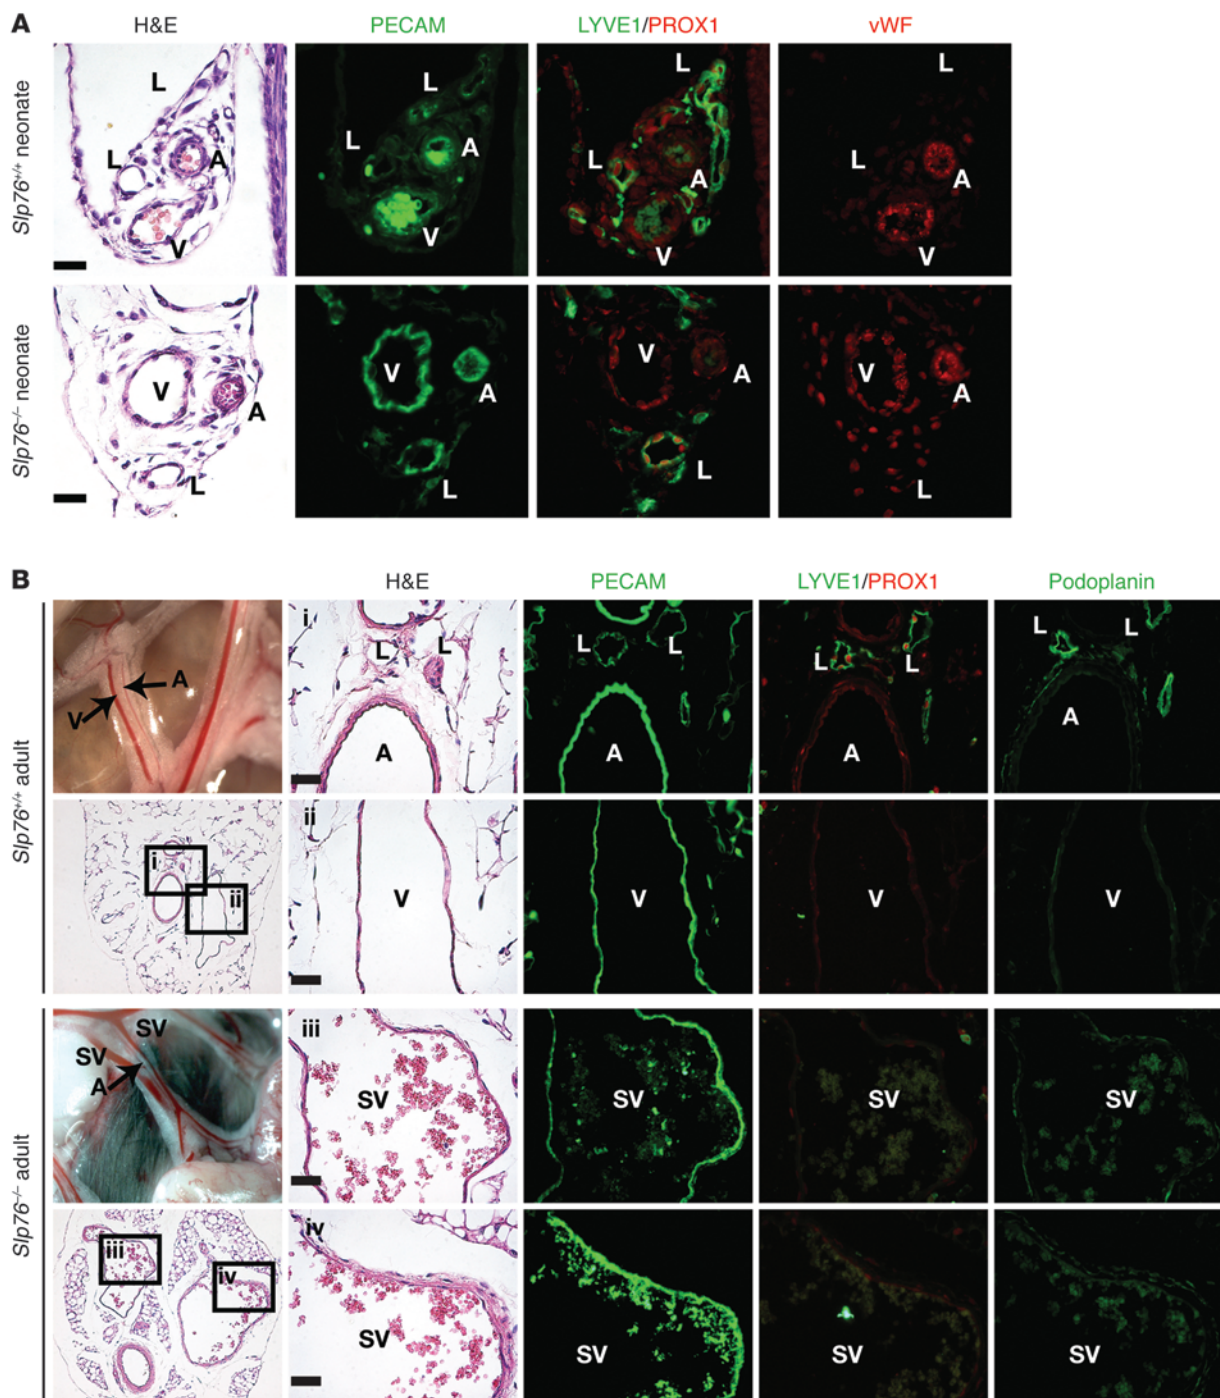 A
H&E PECAM LYVE1/PROX1 vWF
Slp76+/+ neonate
L L A V
L L A V
L L A V
L L A V
Slp76–/– neonate
V A L
V A L
V A L
V A L
B
H&E PECAM LYVE1/PROX1 Podoplanin
Slp76+/+ adult
A V
i L L A
L L
L L A
L L A
i ii
ii V
V
V
V
Slp76–/– adult
SV SV A
iii SV
SV
SV
SV
iii iv
iv SV
SV
SV
SV